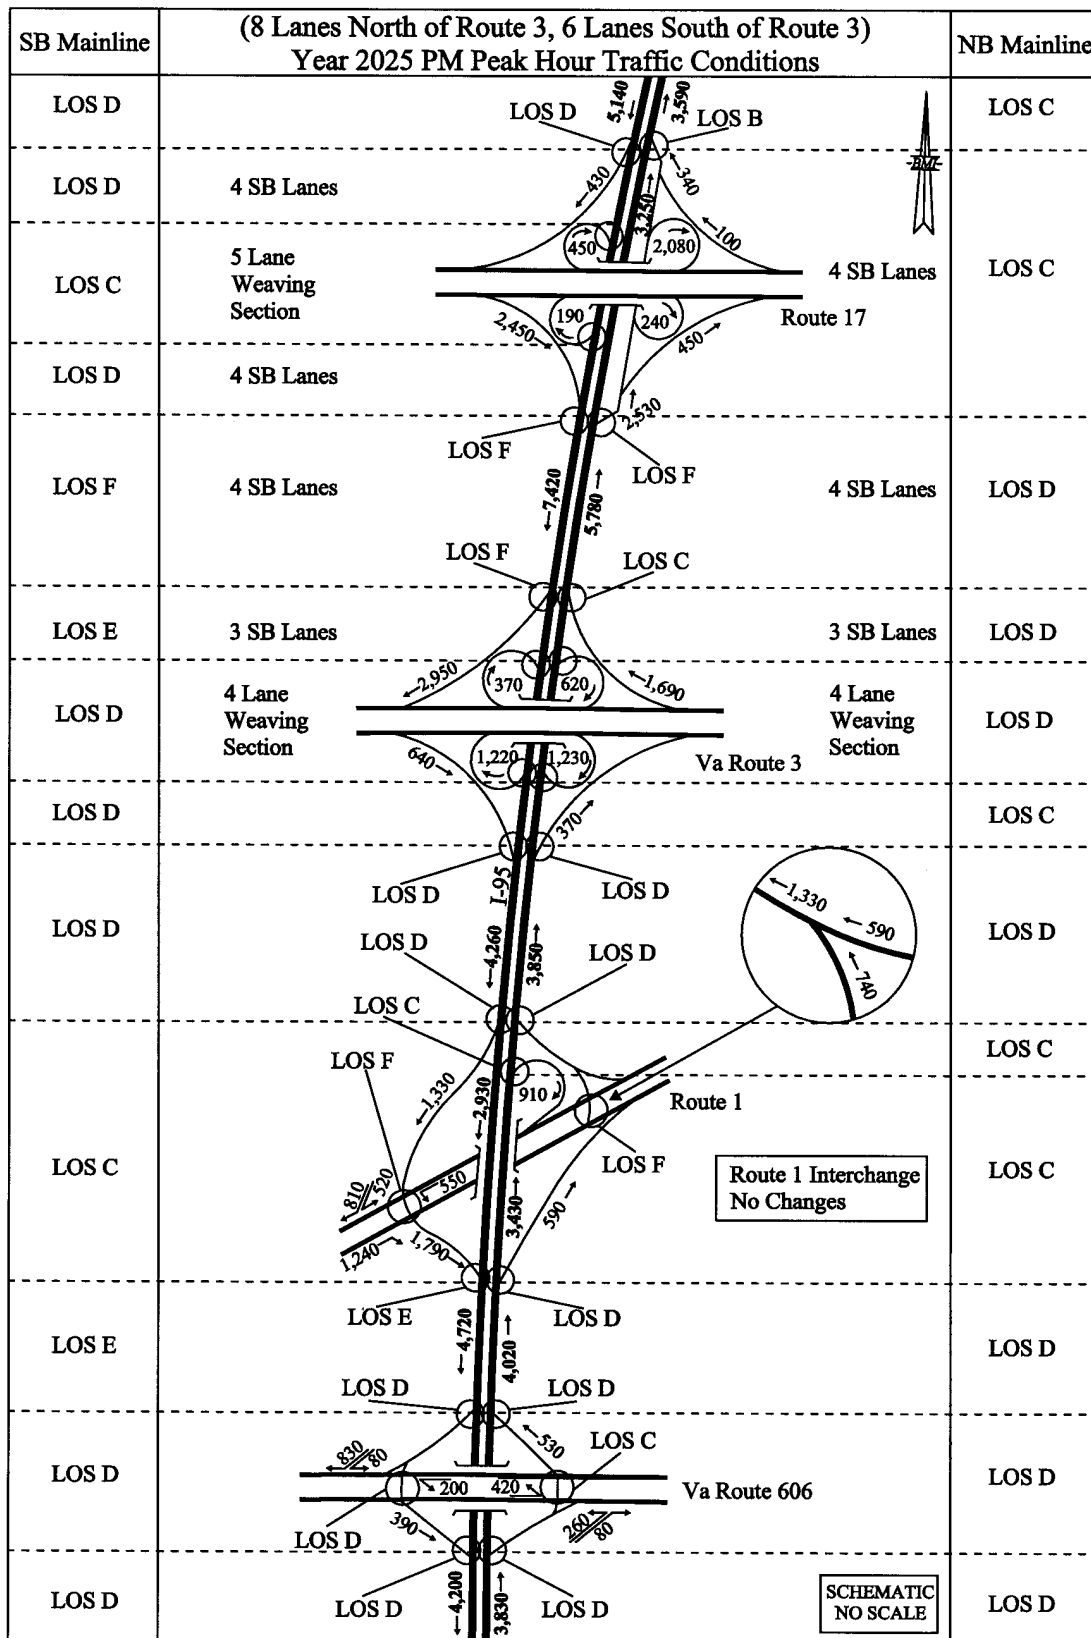 SB Mainline
(8 Lanes North of Route 3, 6 Lanes South of Route 3)
Year 2025 PM Peak Hour Traffic Conditions
NB Mainline
LOS D
5,140
3,590
LOS D
LOS B
LOS C
LOS D
4 SB Lanes
430
340
3,250
100
BMI
LOS C
5 Lane
Weaving
Section
450
2,080
4 SB Lanes
LOS C
190
240
Route 17
2,450
450
LOS D
4 SB Lanes
2,530
LOS F
LOS F
LOS F
4 SB Lanes
7,420
5,780
4 SB Lanes
LOS D
LOS F
LOS C
LOS E
3 SB Lanes
3 SB Lanes
LOS D
2,950
370
620
1,690
LOS D
4 Lane
Weaving
Section
4 Lane
Weaving
Section
LOS D
640
1,220
1,230
Va Route 3
LOS D
370
LOS C
LOS D
I-95
LOS D
LOS D
4,260
3,850
LOS D
LOS D
LOS D
1,330
590
740
LOS C
LOS C
LOS F
1,330
2,930
910
Route 1
LOS F
LOS C
810
520
550
3,430
590
Route 1 Interchange
No Changes
LOS C
1,240
1,790
LOS E
LOS D
LOS E
4,720
4,020
LOS D
LOS D
LOS D
830
80
530
LOS C
LOS D
200
420
Va Route 606
LOS D
390
260
80
LOS D
LOS D
4,200
LOS D
3,830
LOS D
SCHEMATIC
NO SCALE
LOS D